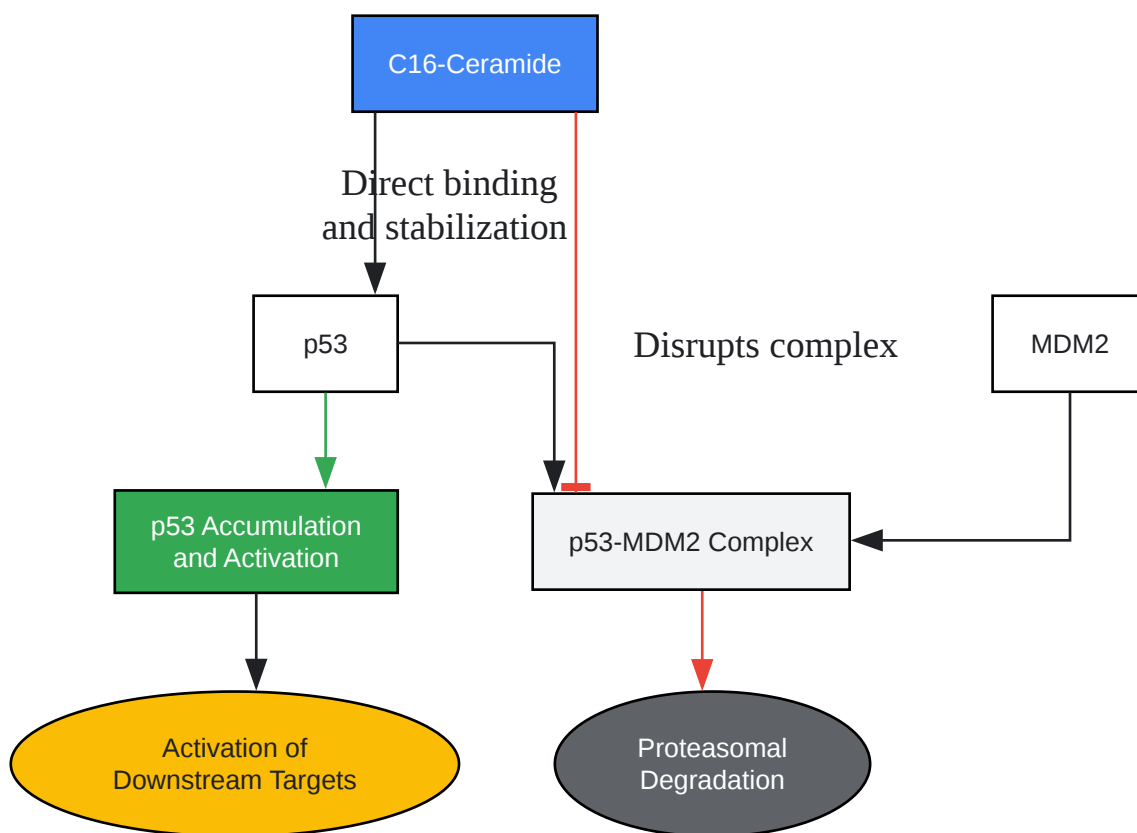 C16-Ceramide
Direct binding
and stabilization
p53
Disrupts complex
MDM2
p53 Accumulation
and Activation
p53-MDM2 Complex
Activation of
Downstream Targets
Proteasomal
Degradation